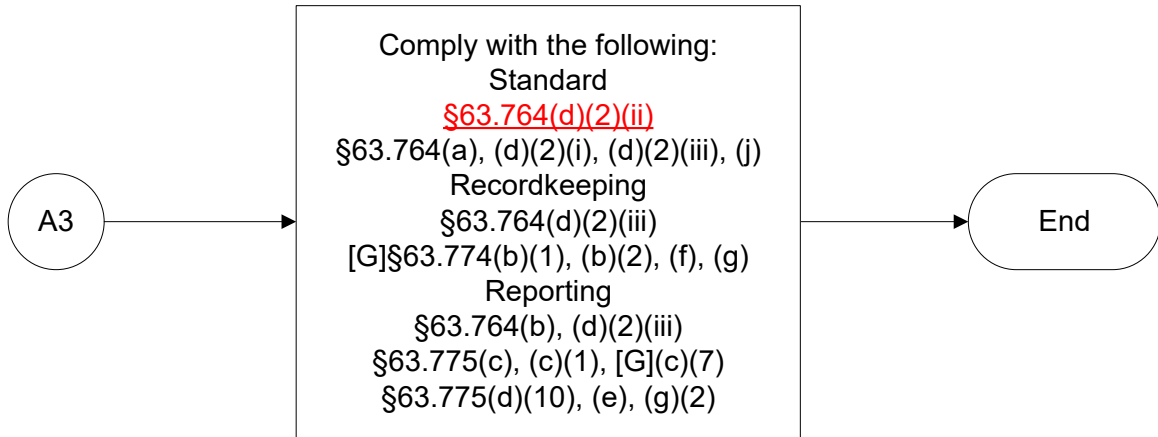 A3
Comply with the following:
Standard
§63.764(d)(2)(ii)
§63.764(a), (d)(2)(i), (d)(2)(iii), (j)
Recordkeeping
§63.764(d)(2)(iii)
[G]§63.774(b)(1), (b)(2), (f), (g)
Reporting
§63.764(b), (d)(2)(iii)
§63.775(c), (c)(1), [G](c)(7)
§63.775(d)(10), (e), (g)(2)
End